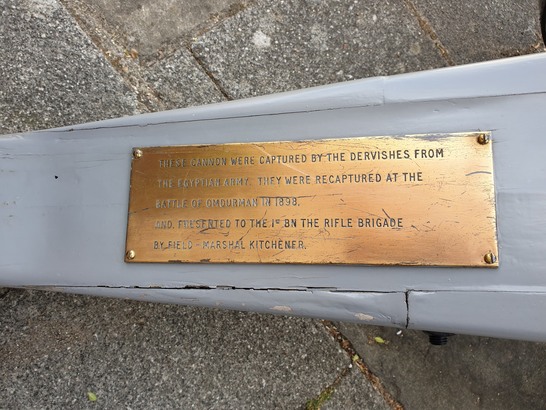 THESE CANNON WERE CAPTURED BY THE DERVISHES FROM
THE EGYPTIAN ARMY. THEY WERE RECAPTURED AT THE
BATTLE OF OMDURMAN IN 1898.
AND, PRESENTED TO THE 1ST BN THE RIFLE BRIGADE
BY FIELD - MARSHAL KITCHENER.